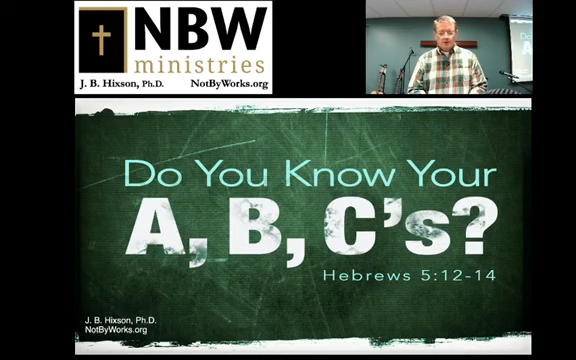 NBW
ministries
J. B. Hixson, Ph.D. NotByWorks.org
Do You Know Your
A, B, C's?
Hebrews 5:12-14
J. B. Hixson, Ph.D.
NotByWorks.org